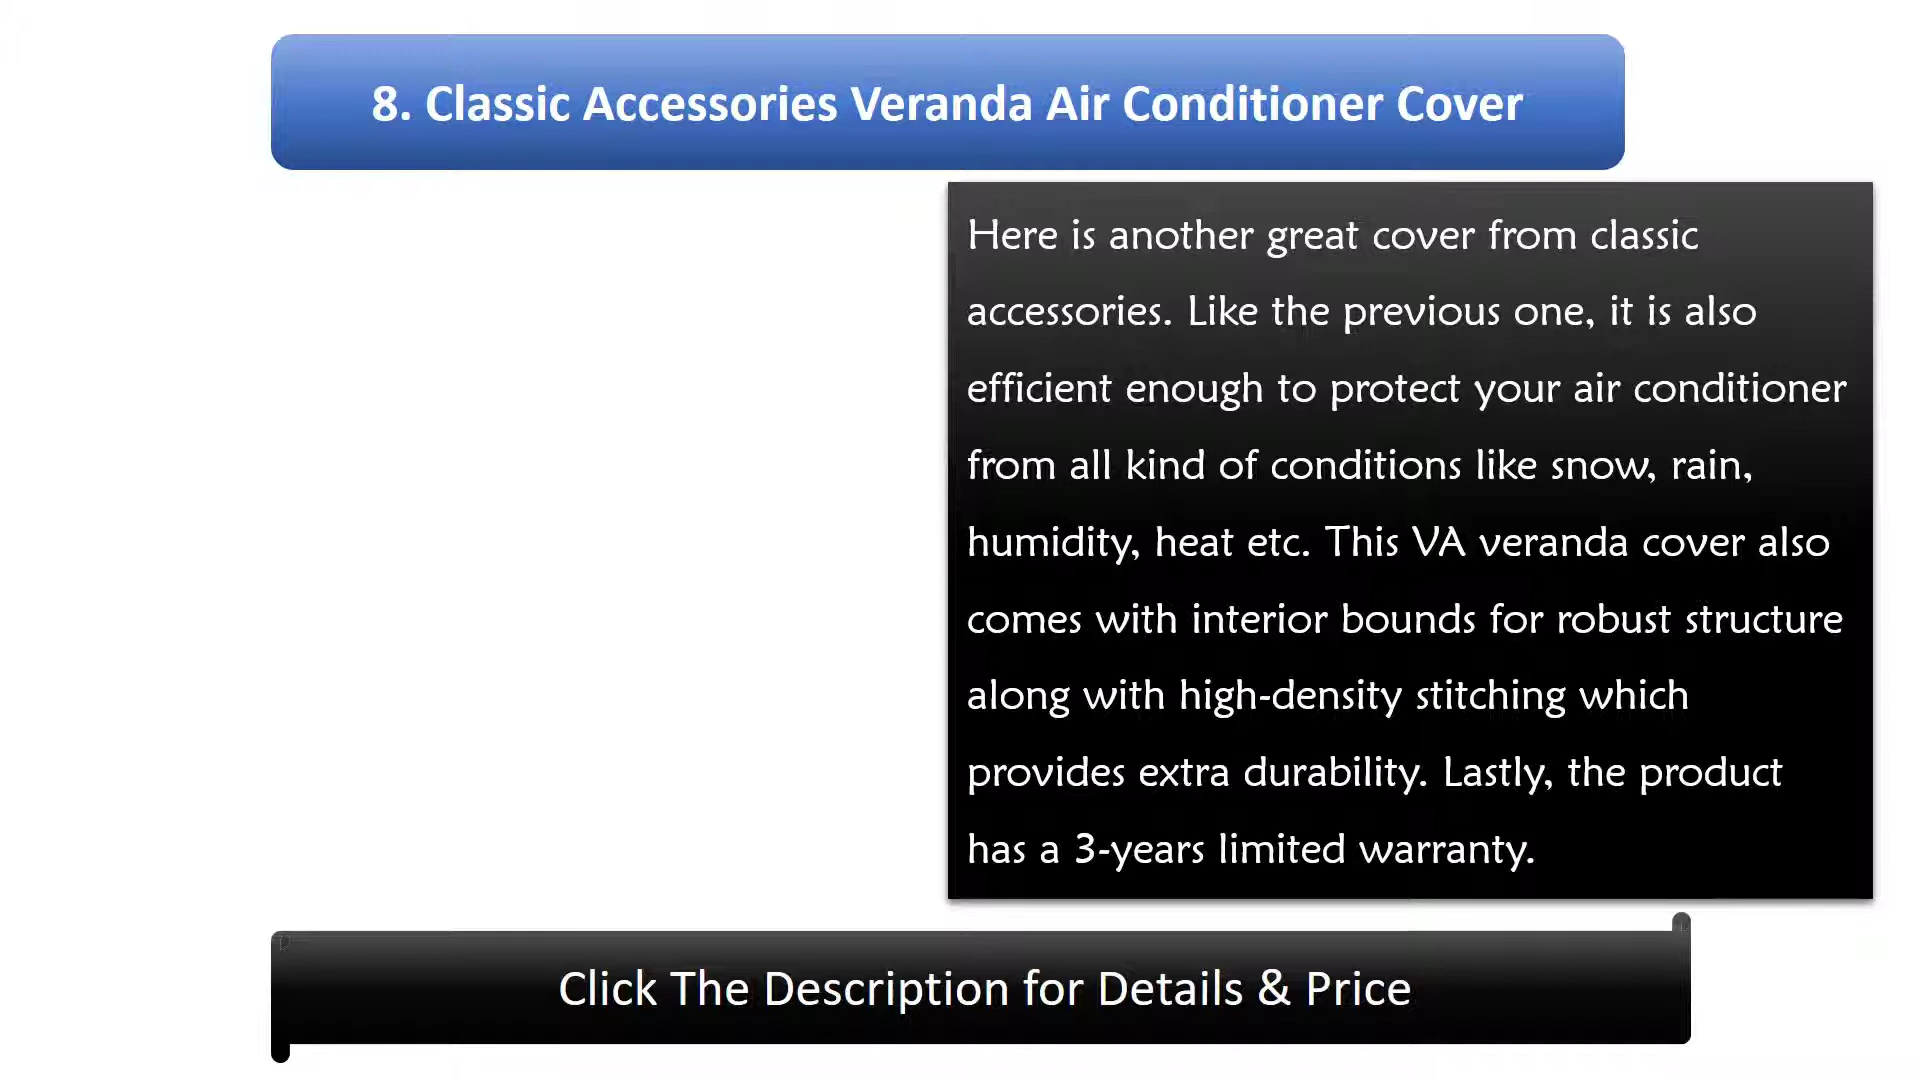 8. Classic Accessories Veranda Air Conditioner Cover
Here is another great cover from classic
accessories. Like the previous one, it is also
efficient enough to protect your air conditioner
from all kind of conditions like snow, rain,
humidity, heat etc. This VA veranda cover also
comes with interior bounds for robust structure
along with high-density stitching which
provides extra durability. Lastly, the product
has a 3-years limited warranty.
Click The Description for Details & Price